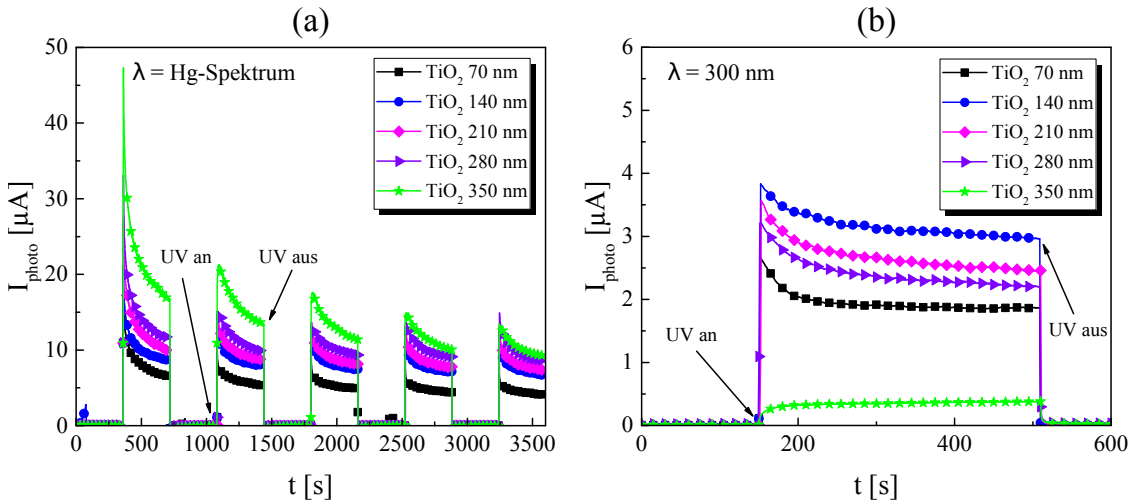 (a)
λ = Hg-Spektrum
TiO₂ 70 nm
TiO₂ 140 nm
TiO₂ 210 nm
TiO₂ 280 nm
TiO₂ 350 nm
UV an
UV aus
I_photo [µA]
50
40
30
20
10
0
0 500 1000 1500 2000 2500 3000 3500
t [s]
(b)
λ = 300 nm
TiO₂ 70 nm
TiO₂ 140 nm
TiO₂ 210 nm
TiO₂ 280 nm
TiO₂ 350 nm
UV an
UV aus
I_photo [µA]
6
5
4
3
2
1
0
0 200 400 600
t [s]